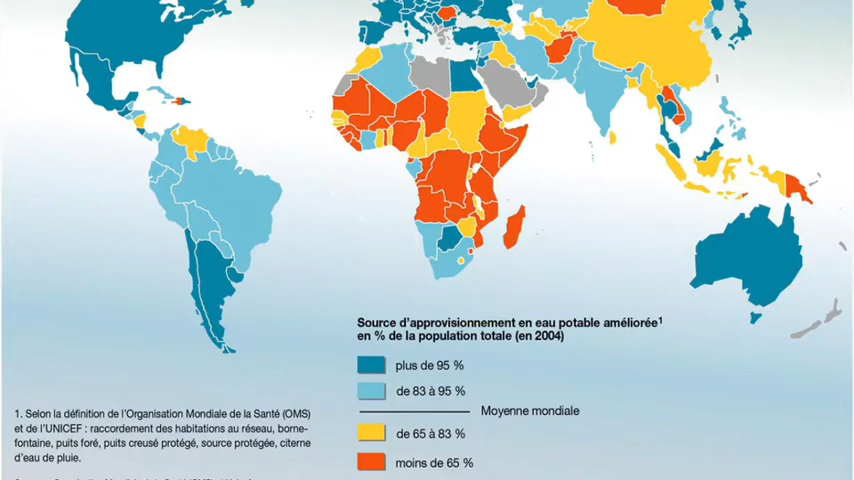 Source d'approvisionnement en eau potable améliorée1
en % de la population totale (en 2004)
plus de 95 %
de 83 à 95 %
Moyenne mondiale
de 65 à 83 %
moins de 65 %
1. Selon la définition de l'Organisation Mondiale de la Santé (OMS)
et de l'UNICEF : raccordement des habitations au réseau, borne-
fontaine, puits foré, puits creusé protégé, source protégée, citerne
d'eau de pluie.